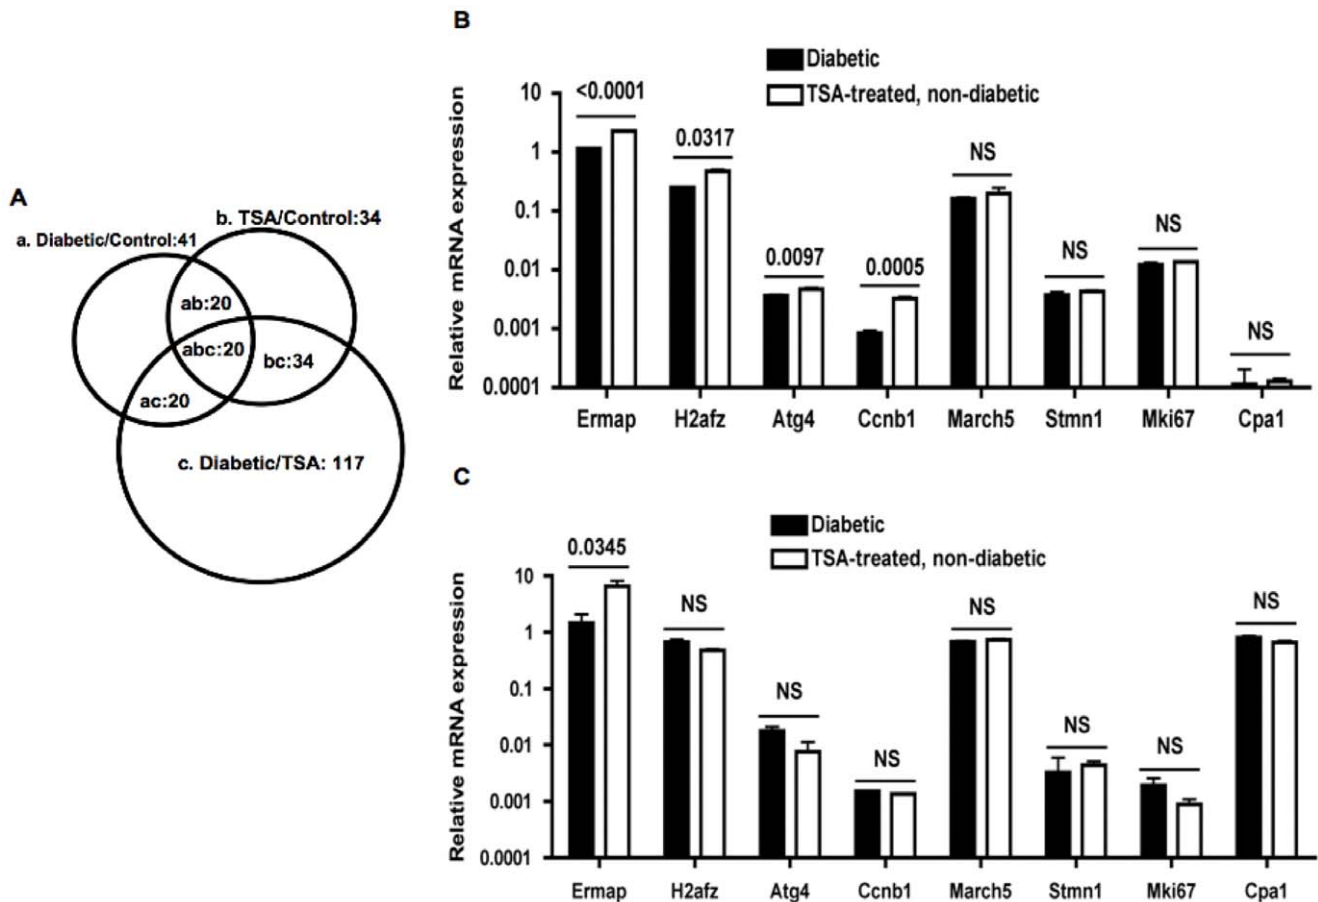 A
b. TSA/Control:34
a. Diabetic/Control:41
ab:20
abc:20
bc:34
ac:20
c. Diabetic/TSA: 117
B
Diabetic
TSA-treated, non-diabetic
Relative mRNA expression
10
1
0.1
0.01
0.001
0.0001
<0.0001
0.0317
0.0097
0.0005
NS
NS
NS
NS
Ermap H2afz Atg4 Ccnb1 March5 Stmn1 Mki67 Cpa1
C
Diabetic
TSA-treated, non-diabetic
Relative mRNA expression
10
1
0.1
0.01
0.001
0.0001
0.0345
NS
NS
NS
NS
NS
NS
NS
Ermap H2afz Atg4 Ccnb1 March5 Stmn1 Mki67 Cpa1